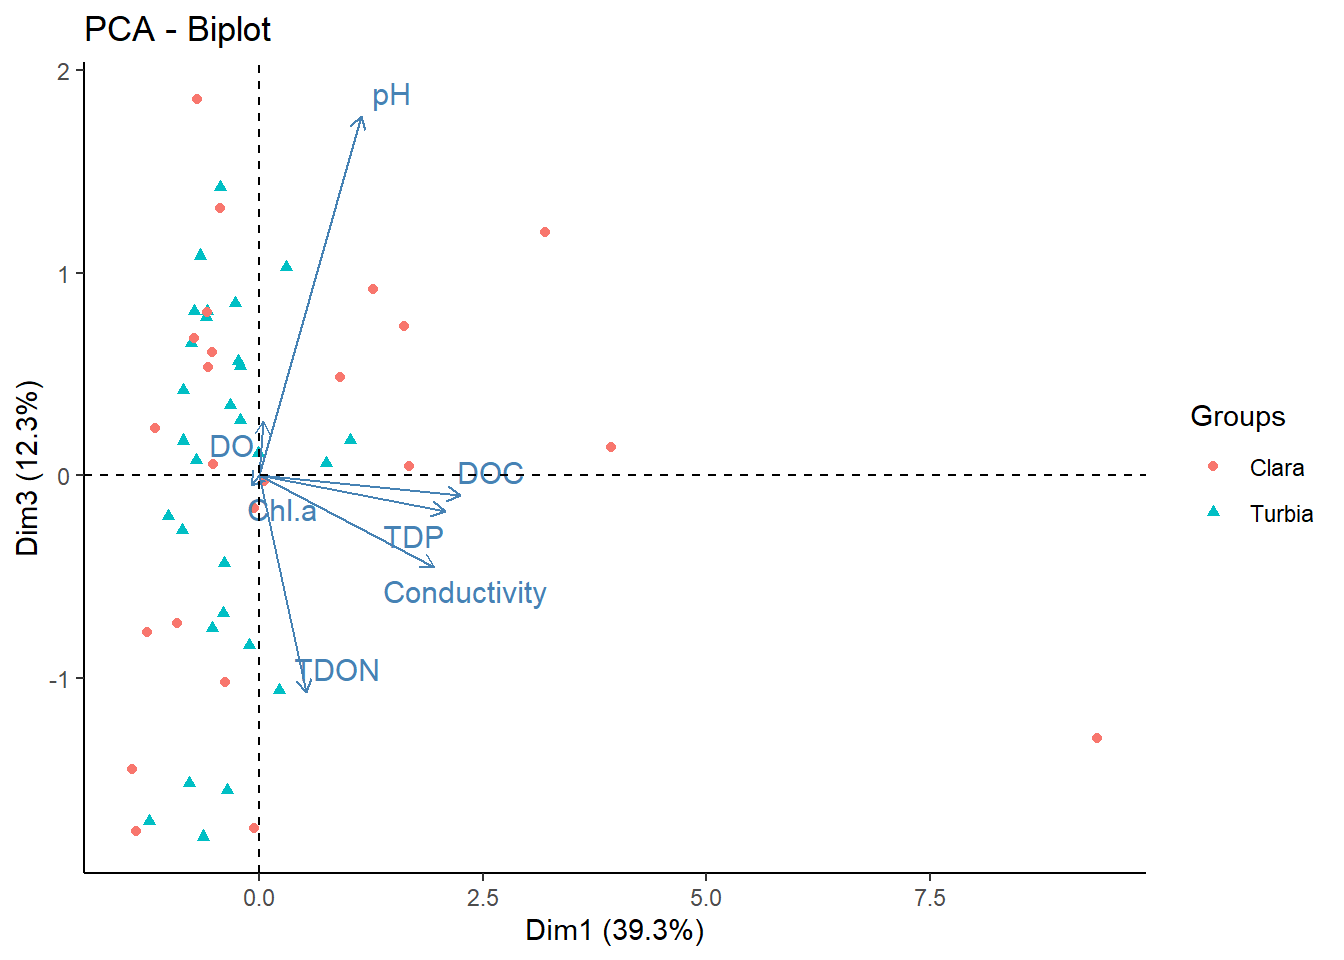 PCA - Biplot
2
1
0
-1
Dim3 (12.3%)
pH
DO
DOC
Chl.a
TDP
Conductivity
TDON
0.0
2.5
5.0
7.5
Dim1 (39.3%)
Groups
Clara
Turbia